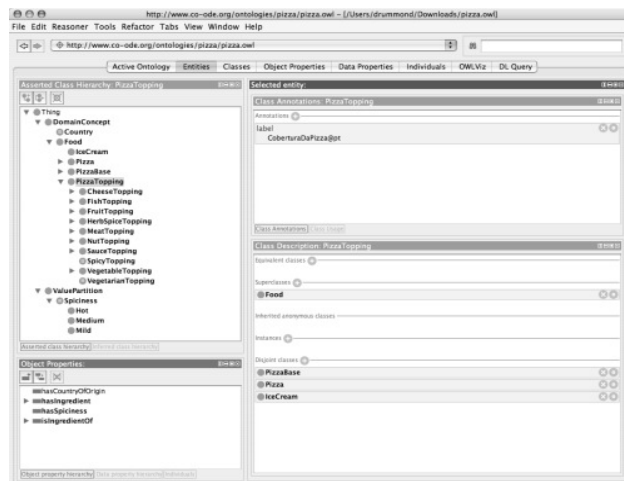 http://www.co-ode.org/ontologies/pizza/pizza.owl - [/Users/drummond/Downloads/pizza.owl]
File Edit Reasoner Tools Refactor Tabs View Window Help
http://www.co-ode.org/ontologies/pizza/pizza.owl
Active Ontology Entities Classes Object Properties Data Properties Individuals OWLViz DL Query
Asserted Class Hierarchy: PizzaTopping
Thing
DomainConcept
Country
Food
IceCream
Pizza
PizzaBase
PizzaTopping
CheeseTopping
FishTopping
FruitTopping
HerbSpiceTopping
MeatTopping
NutTopping
SauceTopping
SpicyTopping
VegetableTopping
VegetarianTopping
ValuePartition
Spiciness
Hot
Medium
Mild
Asserted class hierarchy Inferred class hierarchy
Object Properties:
hasCountryOfOrigin
hasIngredient
hasSpiciness
isIngredientOf
Object property hierarchy Data property hierarchy Individuals
Selected entity:
Class Annotations: PizzaTopping
Annotations
label
CoberturaDaPizza@pt
Class Annotations Class Usage
Class Description: PizzaTopping
Equivalent classes
Superclasses
Food
Inherited anonymous classes
Instances
Disjoint classes
PizzaBase
Pizza
IceCream